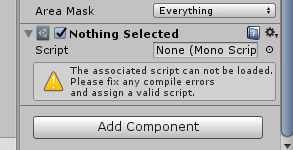 Area Mask Everything
Nothing Selected
Script None (Mono Scrip
The associated script can not be loaded.
Please fix any compile errors
and assign a valid script.
Add Component